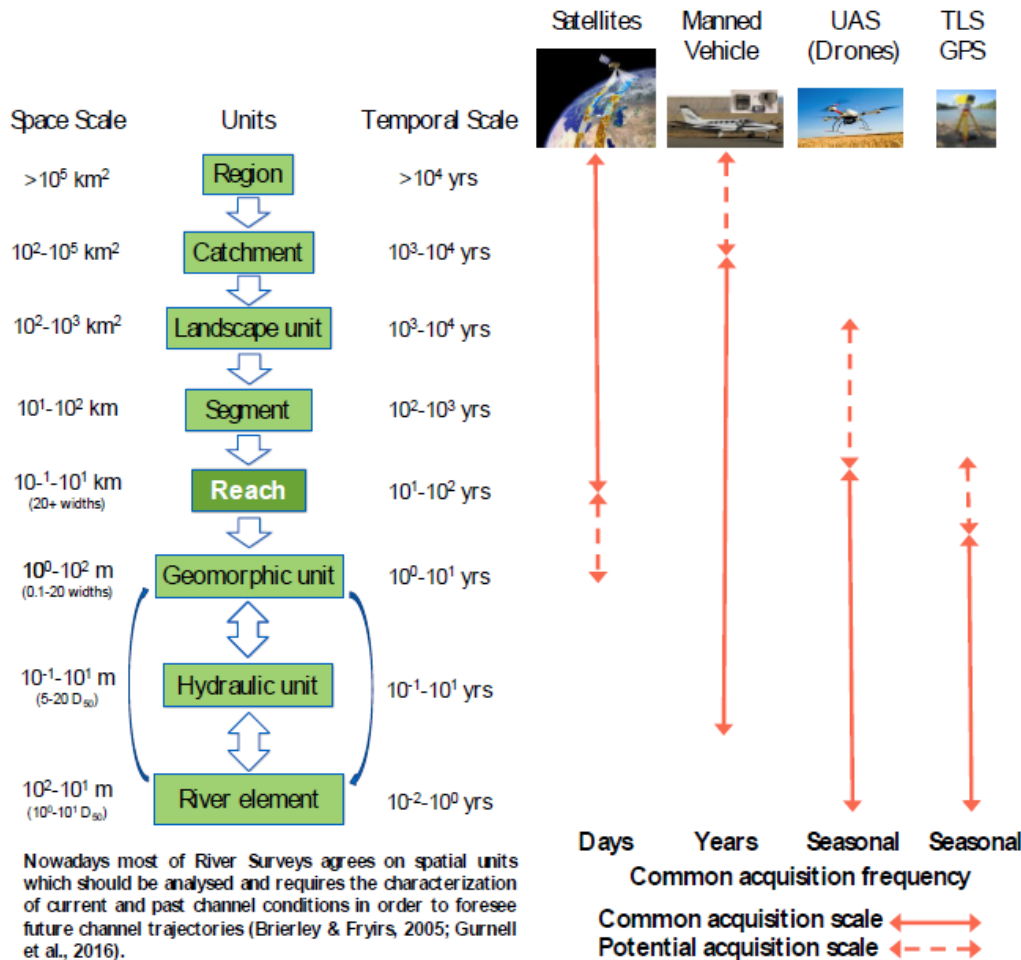 Satellites
Manned
Vehicle
UAS
(Drones)
TLS
GPS
Space Scale
Units
Temporal Scale
>10⁵ km²
Region
>10⁴ yrs
10²-10⁵ km²
Catchment
10³-10⁴ yrs
10²-10³ km²
Landscape unit
10³-10⁴ yrs
10¹-10² km
Segment
10²-10³ yrs
10-¹-10¹ km
(20+ widths)
Reach
10¹-10² yrs
10⁰-10² m
(0.1-20 widths)
Geomorphic unit
10⁰-10¹ yrs
10⁻¹-10¹ m
(5-20 D₅₀)
Hydraulic unit
10⁻¹-10¹ yrs
10²-10¹ m
(10⁰-10¹ D₅₀)
River element
10⁻²-10⁰ yrs
Days
Years
Seasonal
Seasonal
Common acquisition frequency
Common acquisition scale
Potential acquisition scale
Nowadays most of River Surveys agrees on spatial units
which should be analysed and requires the characterization
of current and past channel conditions in order to foresee
future channel trajectories (Brierley & Fryirs, 2005; Gurnell
et al., 2016).